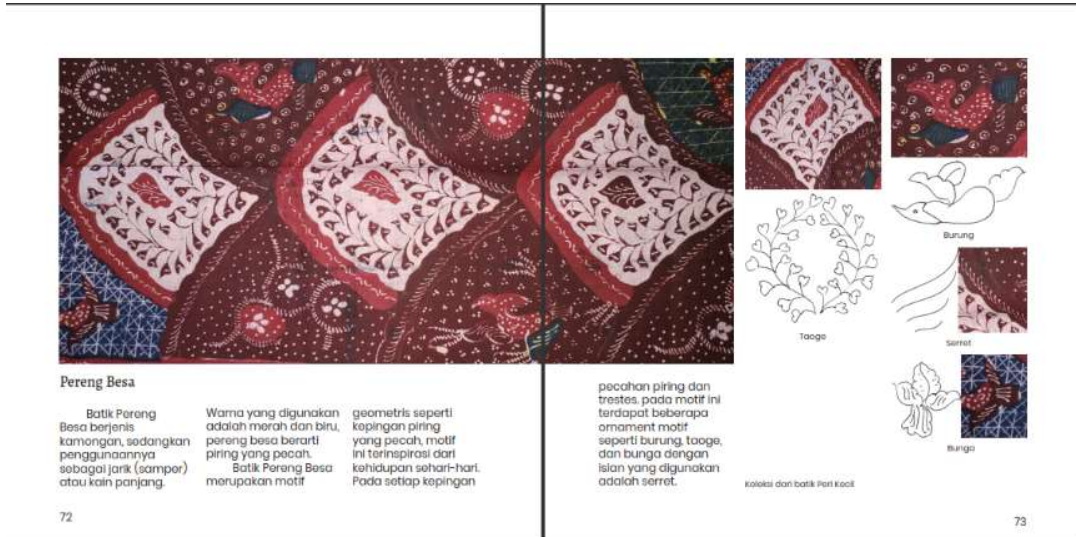 Pereng Besa
Batik Pereng
Besa berjenis
kamongan, sedangkan
penggunaannya
sebagai jarik (samper)
atau kain panjang.
Warna yang digunakan
adalah merah dan biru,
pereng besa berarti
piring yang pecah.
Batik Pereng Besa
merupakan motif
geometris seperti
kepingan piring
yang pecah, motif
ini terinspirasi dari
kehidupan sehari-hari.
Pada setiap kepingan
72
pecahan piring dan
trestes. pada motif ini
terdapat beberapa
ornament motif
seperti burung, taoge,
dan bunga dengan
isian yang digunakan
adalah serret.
Taoge
Burung
Serret
Bunga
Koleksi dari batik Peri Kecil
73